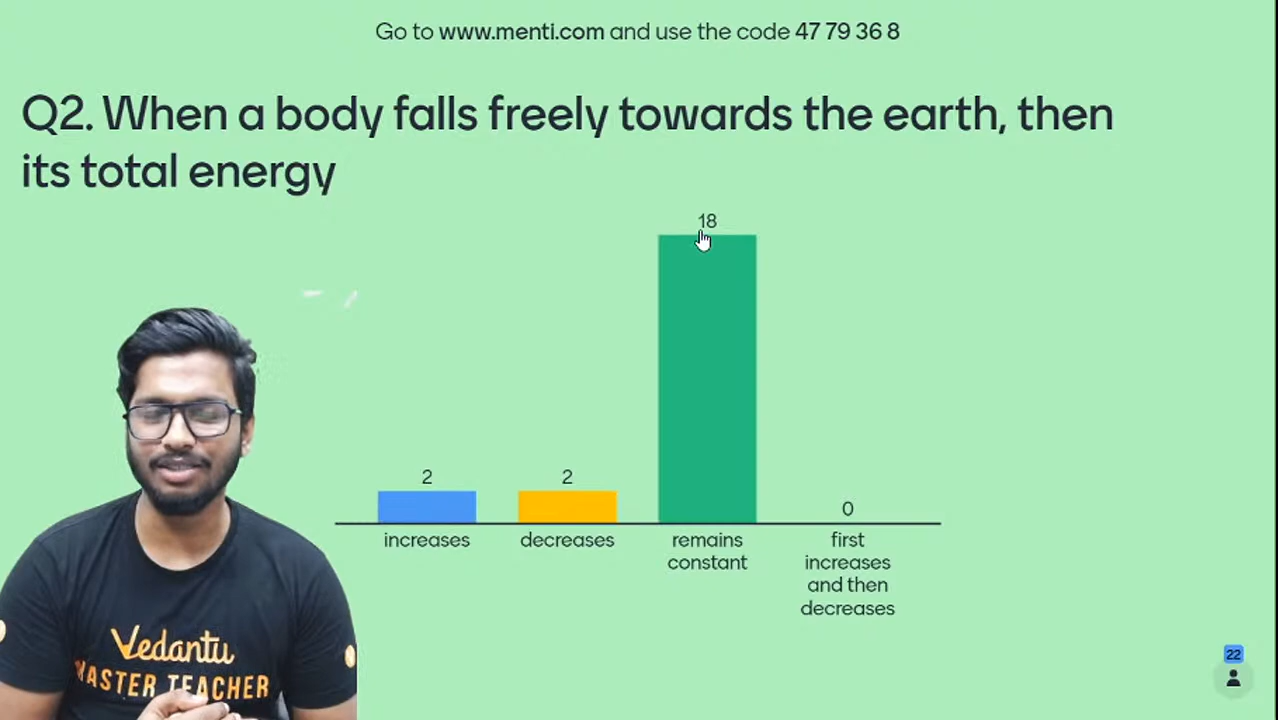 Go to www.menti.com and use the code 47 79 36 8
Q2. When a body falls freely towards the earth, then
its total energy
18
2
2
0
increases
decreases
remains
constant
first
increases
and then
decreases
Vedantu
MASTER TEACHER
22